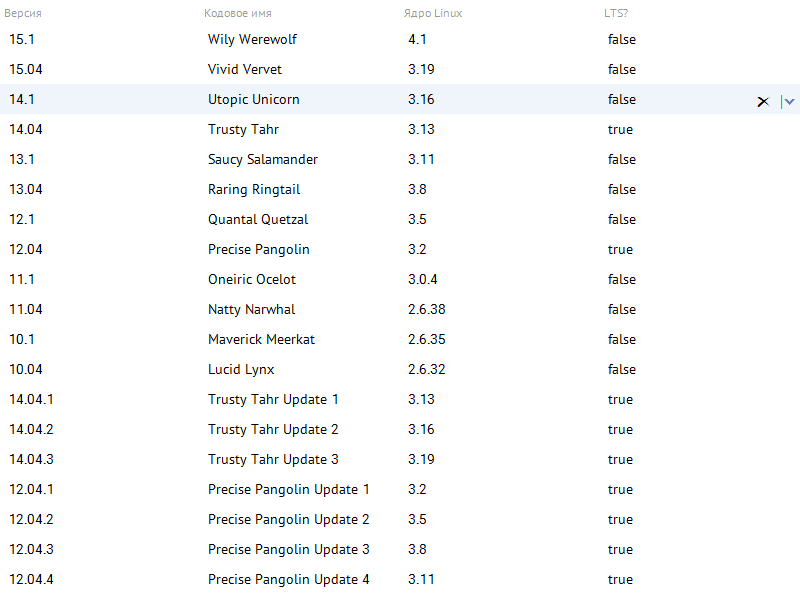 Версия Кодовое имя Ядро Linux LTS?
15.1 Wily Werewolf 4.1 false
15.04 Vivid Vervet 3.19 false
14.1 Utopic Unicorn 3.16 false
14.04 Trusty Tahr 3.13 true
13.1 Saucy Salamander 3.11 false
13.04 Raring Ringtail 3.8 false
12.1 Quantal Quetzal 3.5 false
12.04 Precise Pangolin 3.2 true
11.1 Oneiric Ocelot 3.0.4 false
11.04 Natty Narwhal 2.6.38 false
10.1 Maverick Meerkat 2.6.35 false
10.04 Lucid Lynx 2.6.32 false
14.04.1 Trusty Tahr Update 1 3.13 true
14.04.2 Trusty Tahr Update 2 3.16 true
14.04.3 Trusty Tahr Update 3 3.19 true
12.04.1 Precise Pangolin Update 1 3.2 true
12.04.2 Precise Pangolin Update 2 3.5 true
12.04.3 Precise Pangolin Update 3 3.8 true
12.04.4 Precise Pangolin Update 4 3.11 true